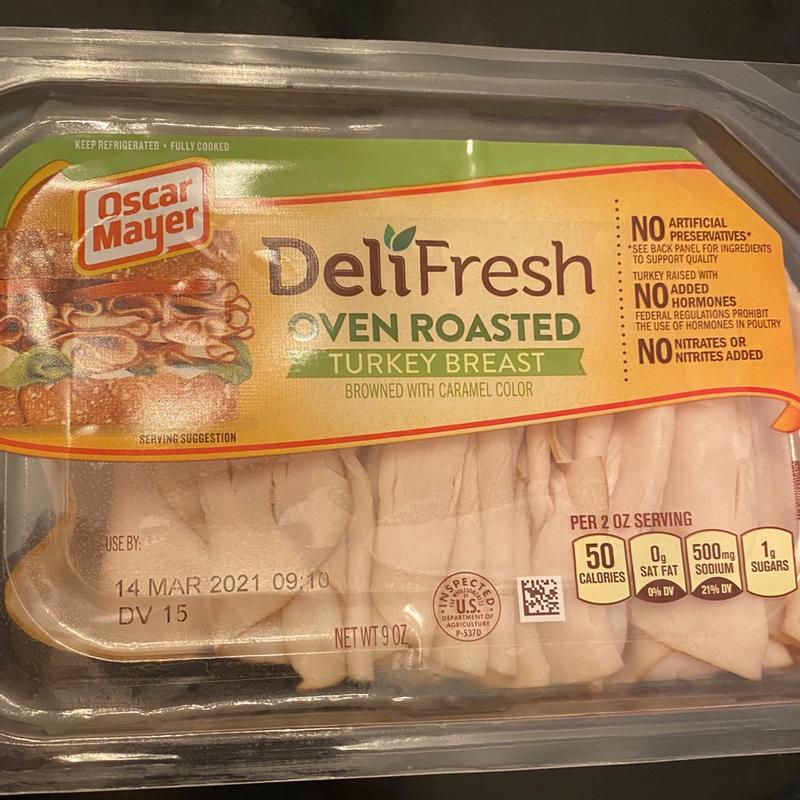 KEEP REFRIGERATED • FULLY COOKED
Oscar
Mayer
DeliFresh
OVEN ROASTED
TURKEY BREAST
BROWNED WITH CARAMEL COLOR
SERVING SUGGESTION
NO ARTIFICIAL
PRESERVATIVES*
*SEE BACK PANEL FOR INGREDIENTS
TO SUPPORT QUALITY
TURKEY RAISED WITH
NO ADDED
HORMONES
FEDERAL REGULATIONS PROHIBIT
THE USE OF HORMONES IN POULTRY
NO NITRATES OR
NITRITES ADDED
USE BY:
14 MAR 2021 09:10
DV 15
NET WT 9 OZ
INSPECTED
FOR WHOLESOMENESS
BY
U.S.
DEPARTMENT OF
AGRICULTURE
P-537D
PER 2 OZ SERVING
50
CALORIES
0g
SAT FAT
0% DV
500mg
SODIUM
21% DV
1g
SUGARS